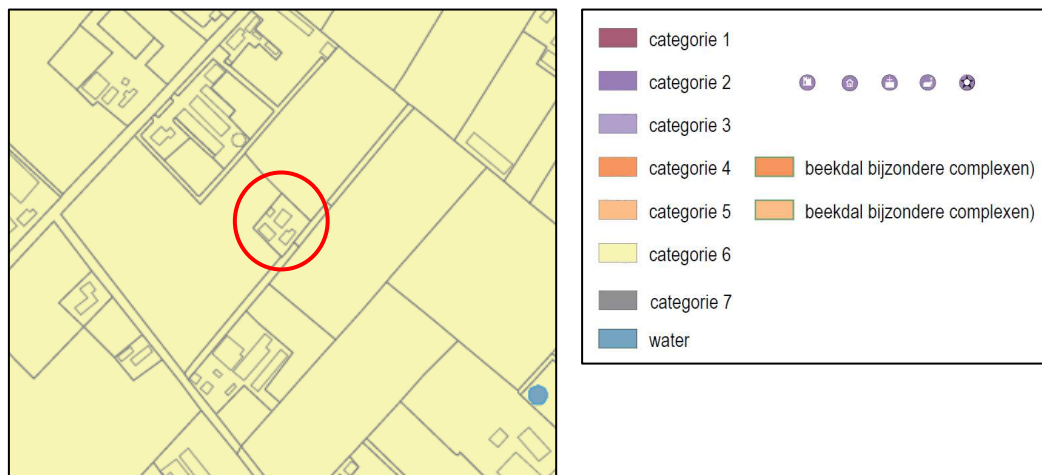 categorie 1
categorie 2
categorie 3
categorie 4 beekdal bijzondere complexen)
categorie 5 beekdal bijzondere complexen)
categorie 6
categorie 7
water